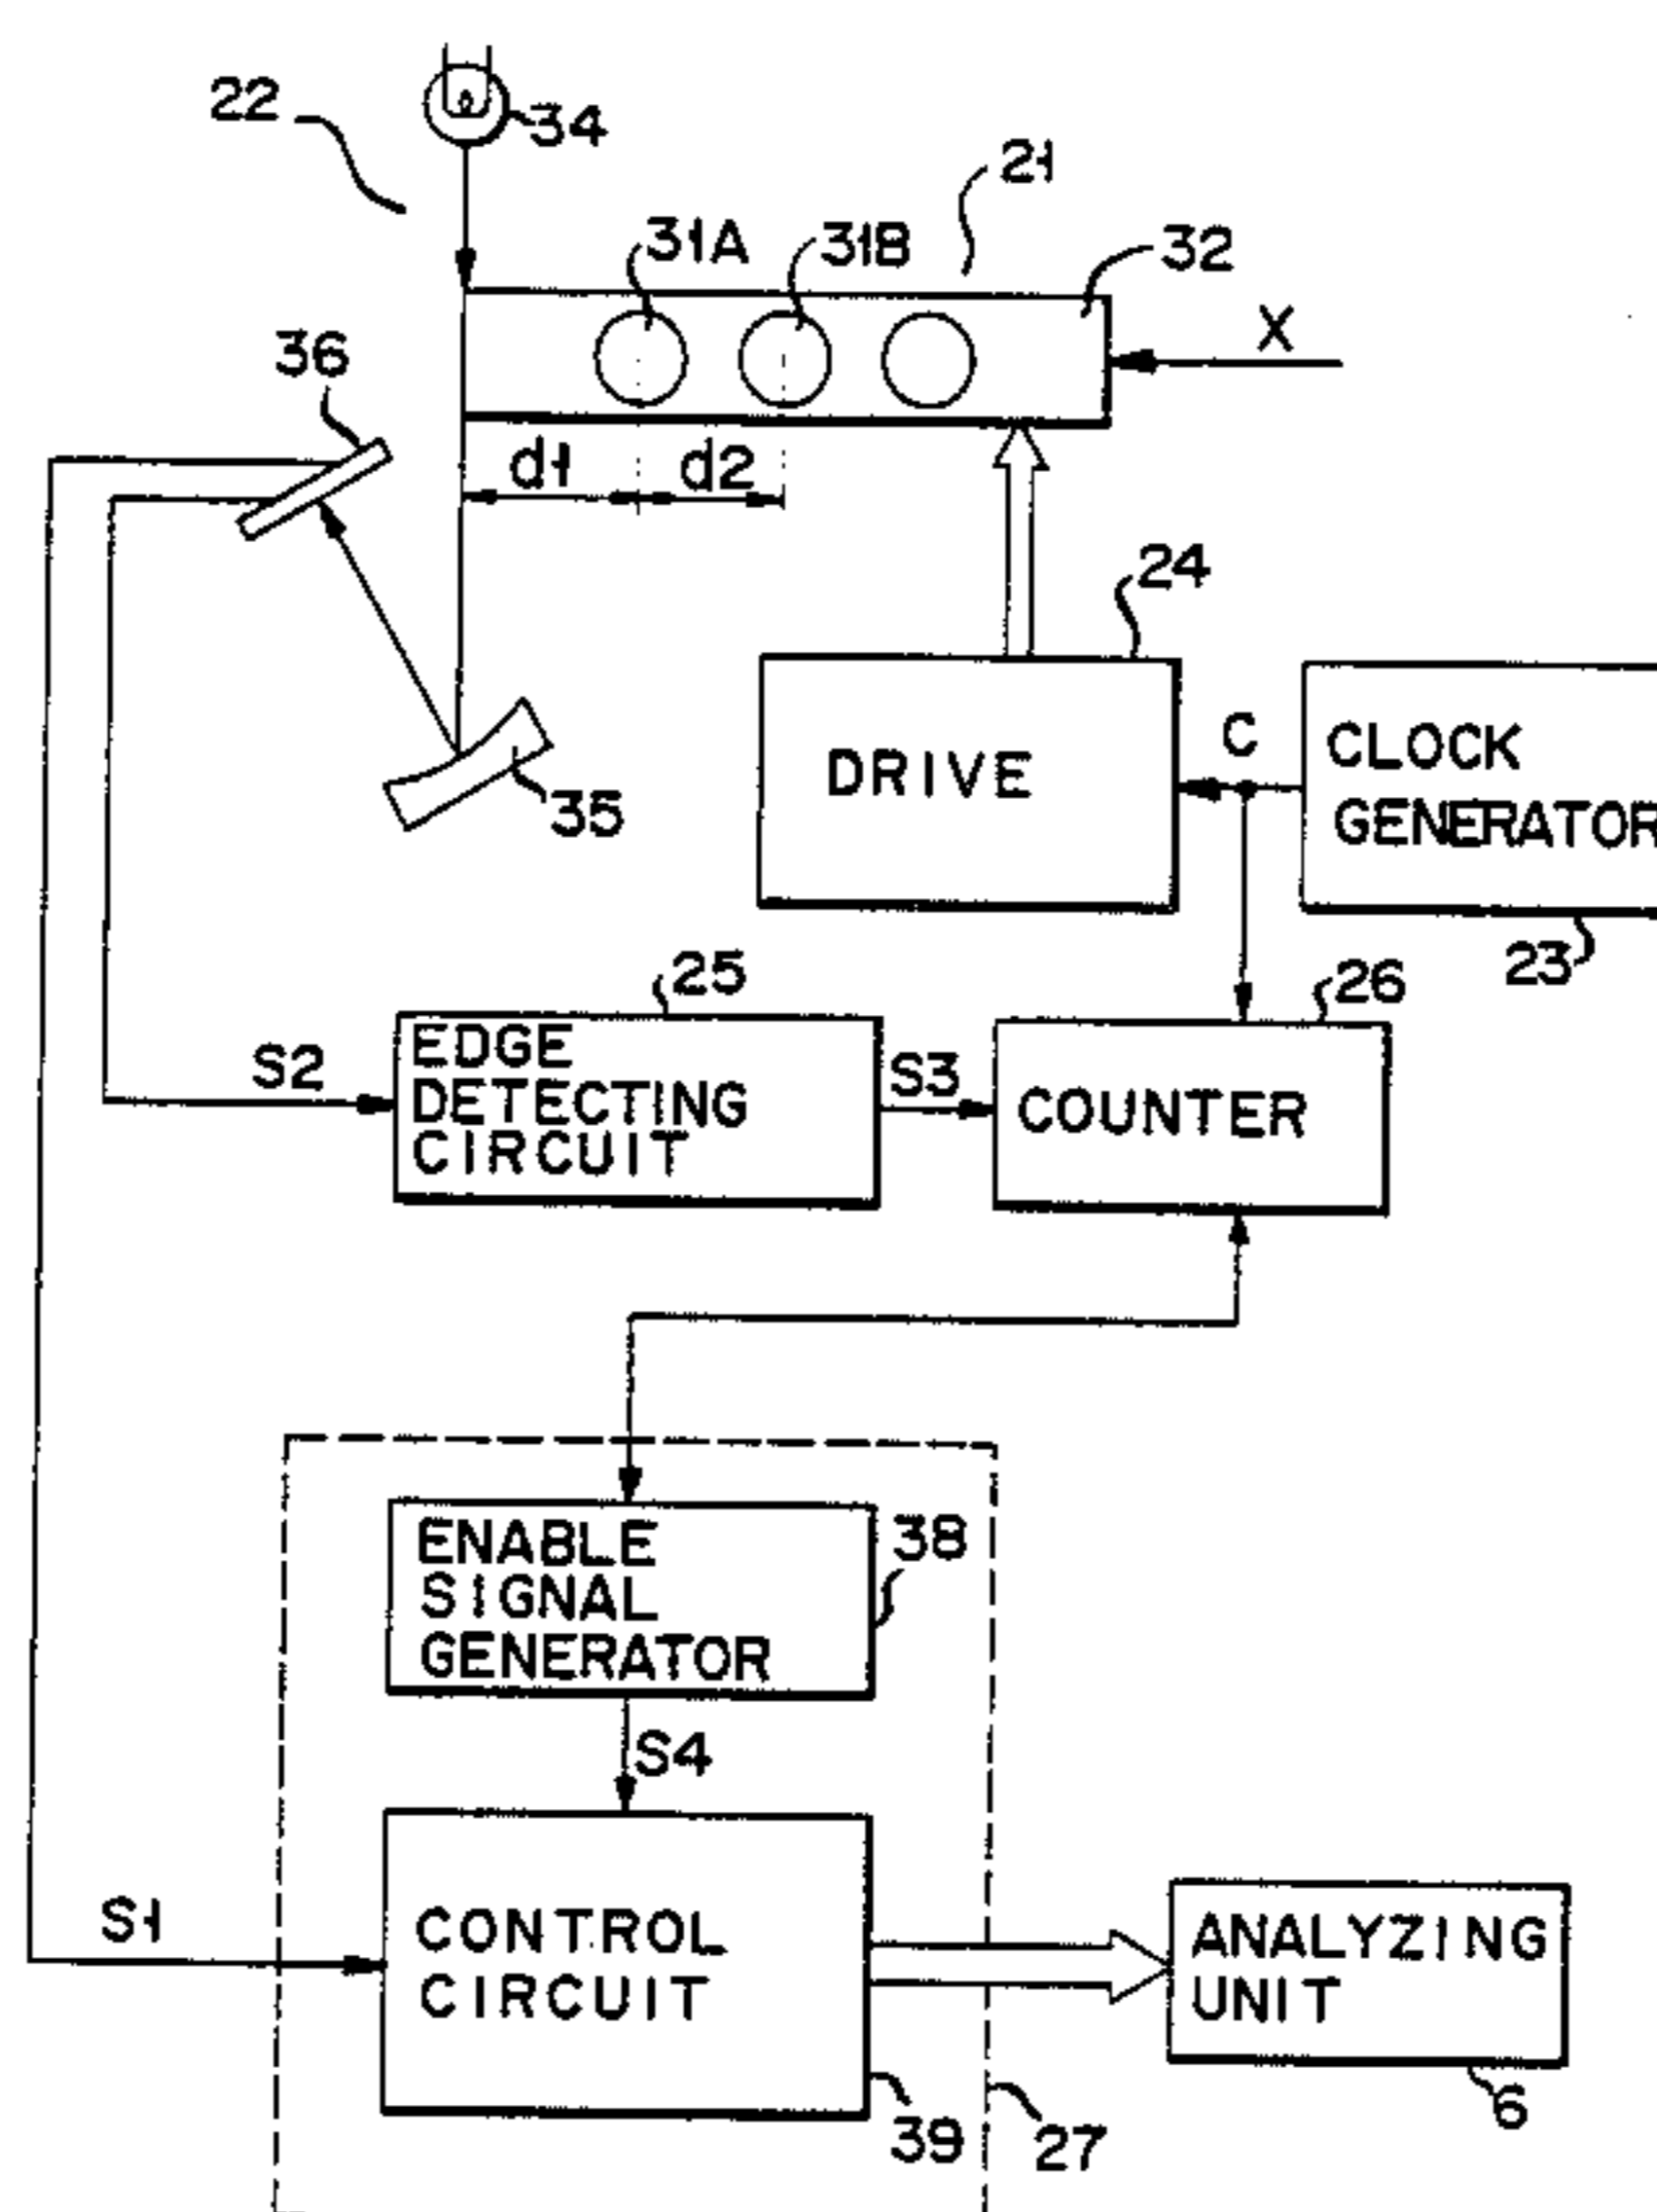 22
34
21
31A
31B
32
X
36
d1
d2
24
DRIVE
C
CLOCK
GENERATOR
23
35
25
26
S2
EDGE
DETECTING
CIRCUIT
S3
COUNTER
ENABLE
SIGNAL
GENERATOR
38
S4
S1
CONTROL
CIRCUIT
ANALYZING
UNIT
39
27
6